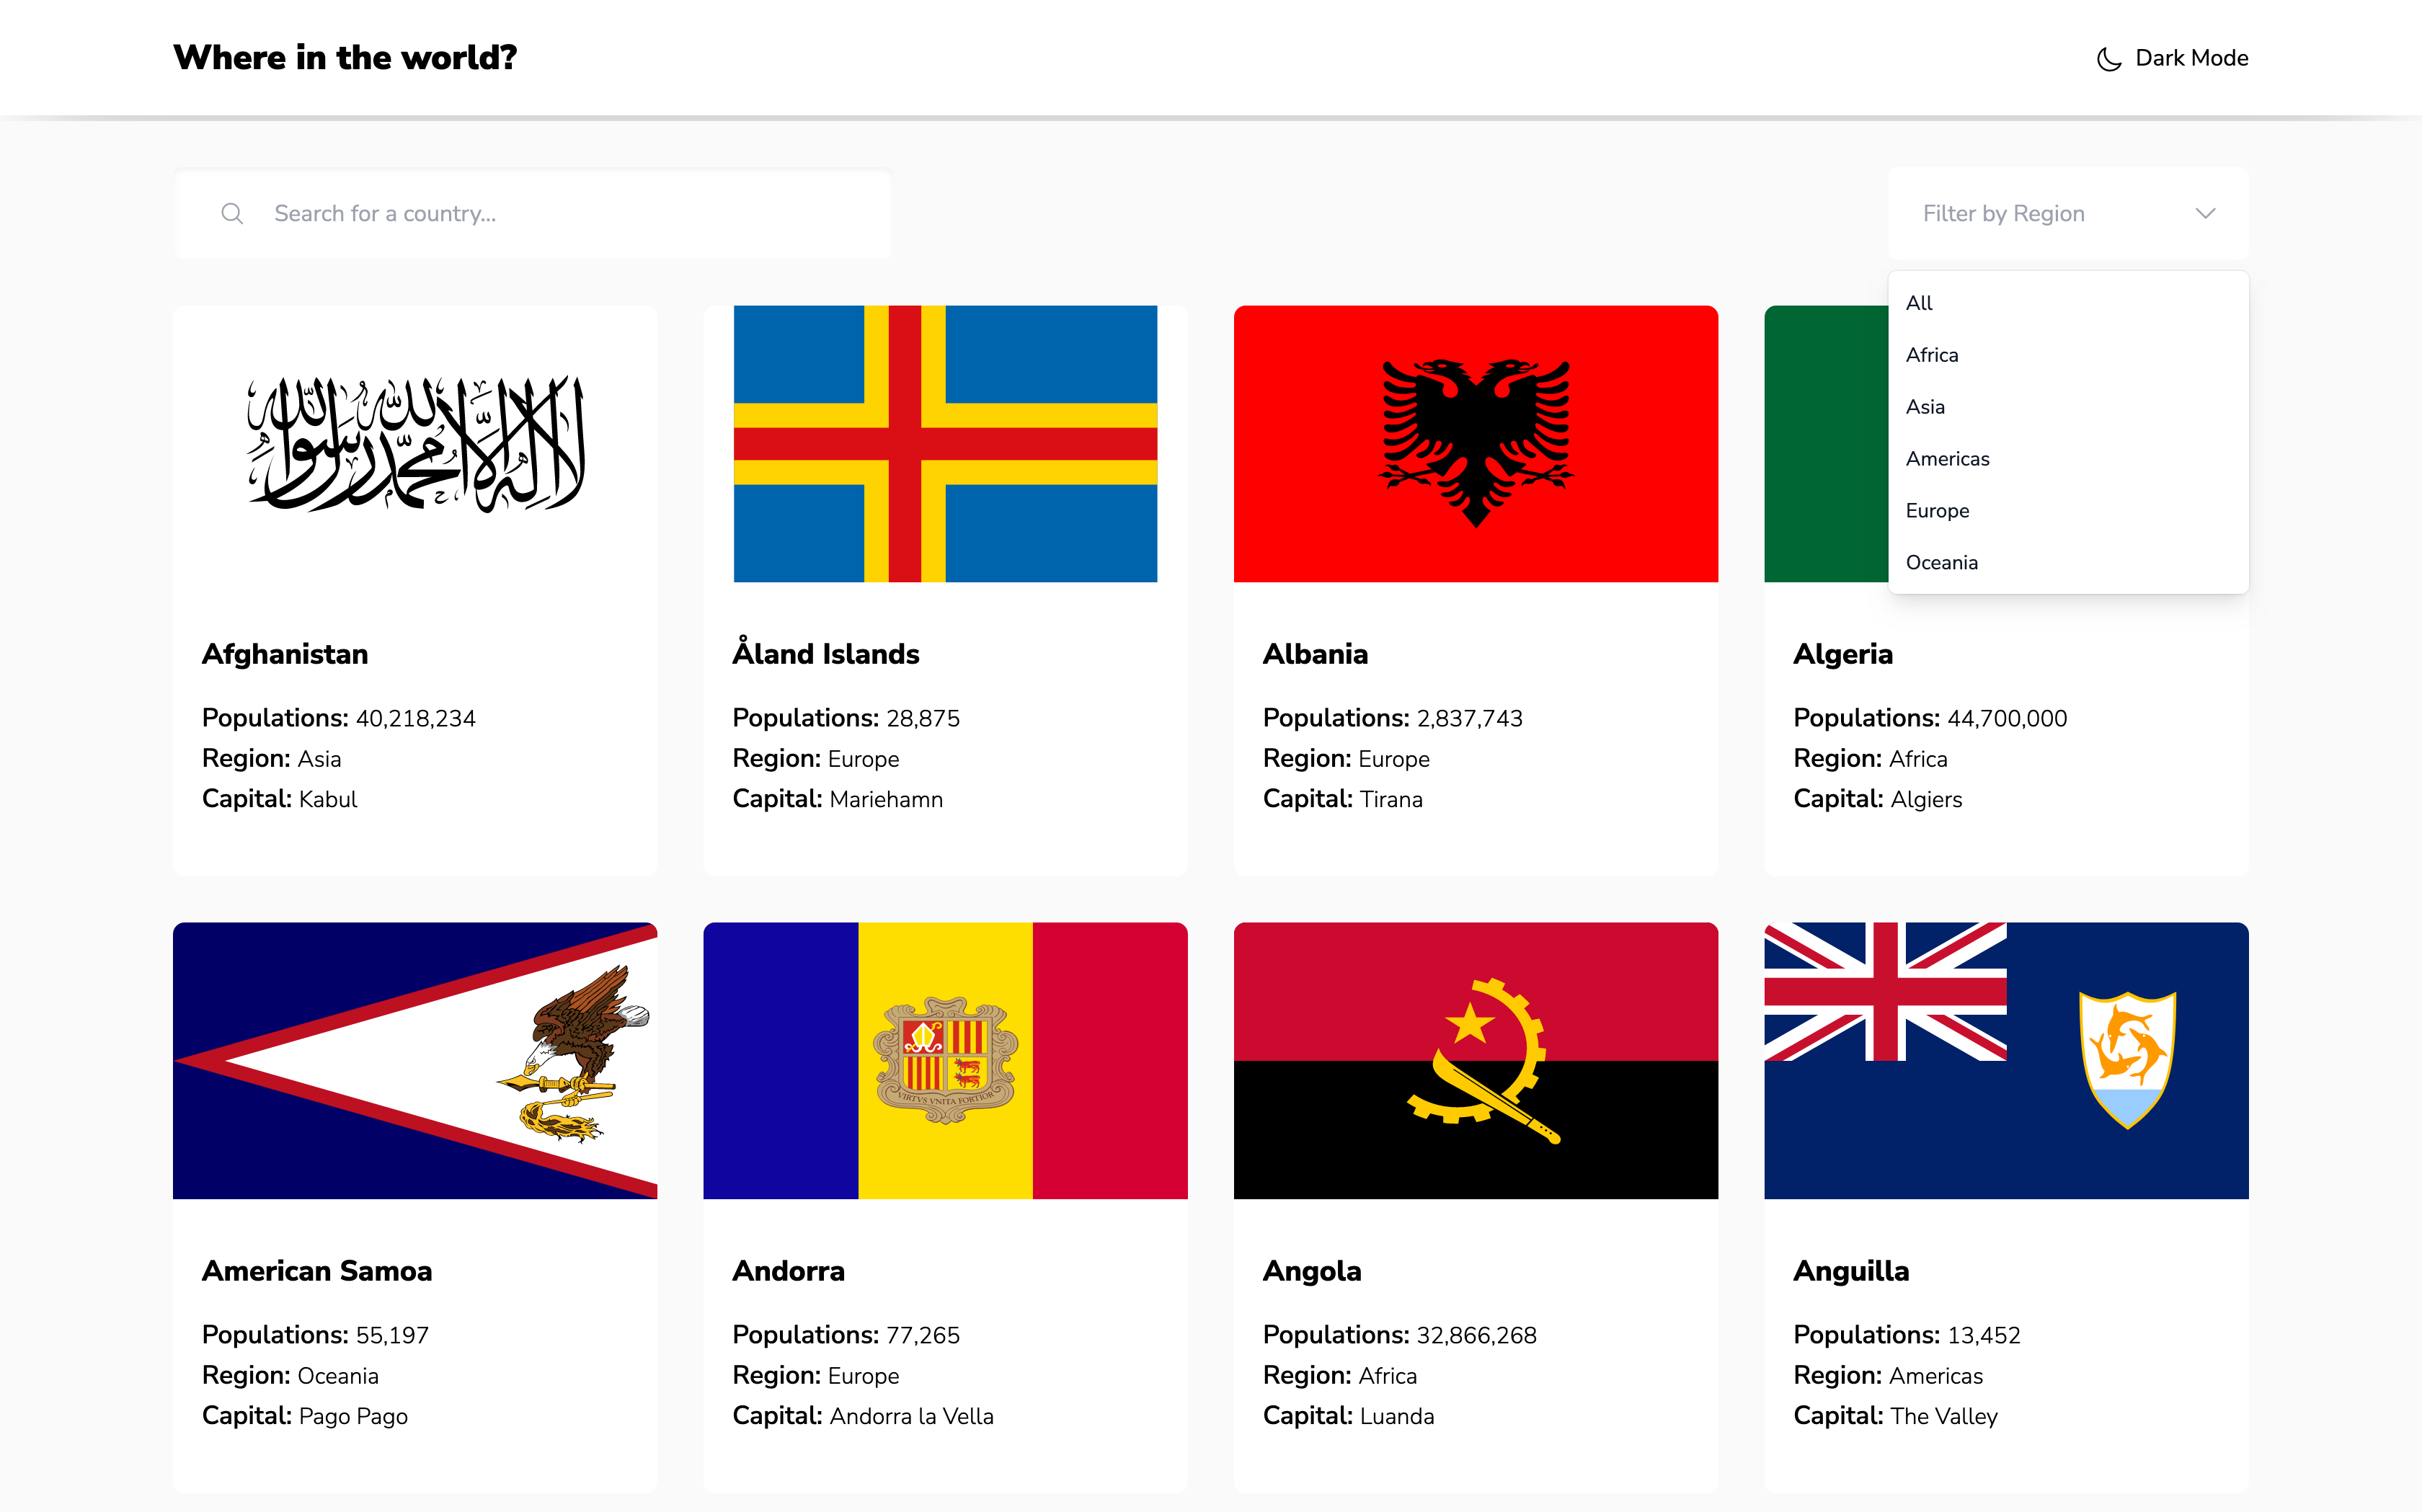 Where in the world?
Dark Mode
Search for a country...
Filter by Region
All
Africa
Asia
Americas
Europe
Oceania
لا إله إلا الله محمد رسول الله
Afghanistan
Populations: 40,218,234
Region: Asia
Capital: Kabul
Åland Islands
Populations: 28,875
Region: Europe
Capital: Mariehamn
Albania
Populations: 2,837,743
Region: Europe
Capital: Tirana
Algeria
Populations: 44,700,000
Region: Africa
Capital: Algiers
American Samoa
Populations: 55,197
Region: Oceania
Capital: Pago Pago
VIRTVS VNITA FORTIOR
Andorra
Populations: 77,265
Region: Europe
Capital: Andorra la Vella
Angola
Populations: 32,866,268
Region: Africa
Capital: Luanda
Anguilla
Populations: 13,452
Region: Americas
Capital: The Valley